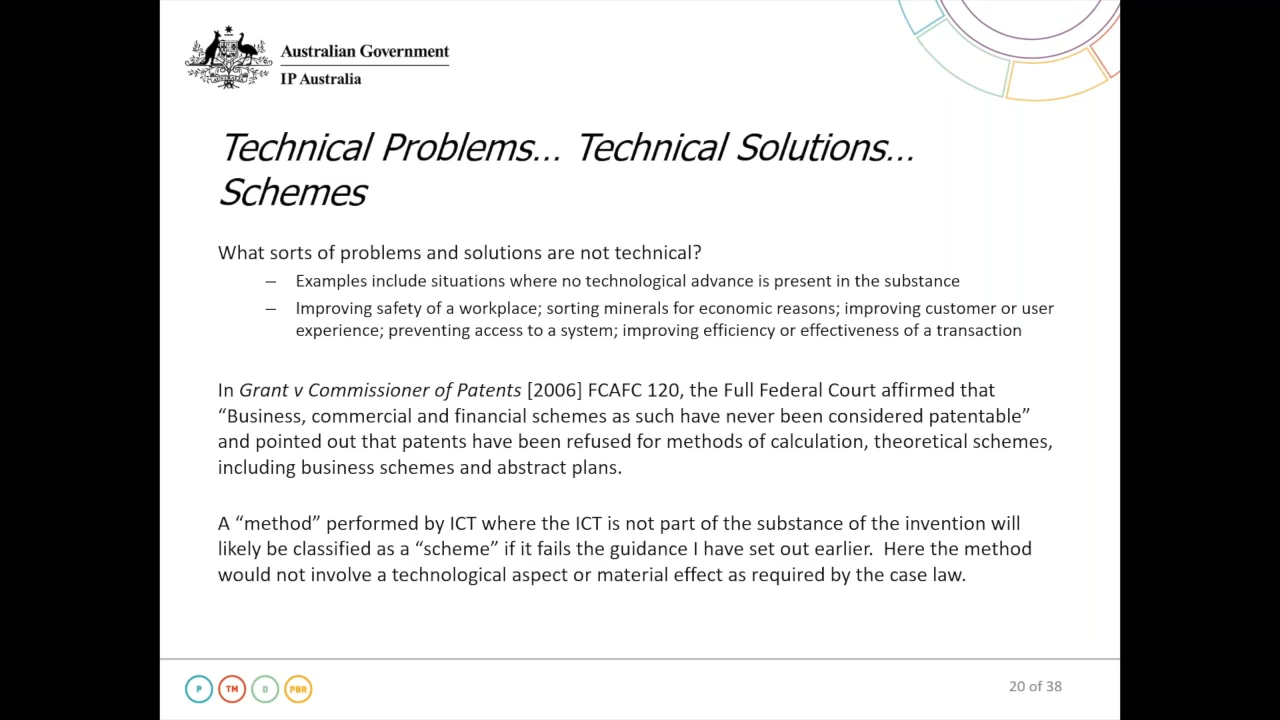 Australian Government
IP Australia
Technical Problems... Technical Solutions...
Schemes
What sorts of problems and solutions are not technical?
– Examples include situations where no technological advance is present in the substance
– Improving safety of a workplace; sorting minerals for economic reasons; improving customer or user
experience; preventing access to a system; improving efficiency or effectiveness of a transaction
In Grant v Commissioner of Patents [2006] FCAFC 120, the Full Federal Court affirmed that
“Business, commercial and financial schemes as such have never been considered patentable”
and pointed out that patents have been refused for methods of calculation, theoretical schemes,
including business schemes and abstract plans.
A “method” performed by ICT where the ICT is not part of the substance of the invention will
likely be classified as a “scheme” if it fails the guidance I have set out earlier.  Here the method
would not involve a technological aspect or material effect as required by the case law.
P TM D PBR
20 of 38